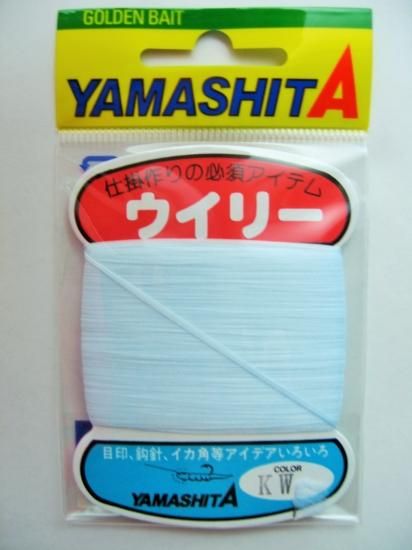 GOLDEN BAIT
YAMASHITA
仕掛作りの必須アイテム
ウイリー
目印、鈎針、イカ角等アイデアいろいろ
COLOR
KW
YAMASHITA